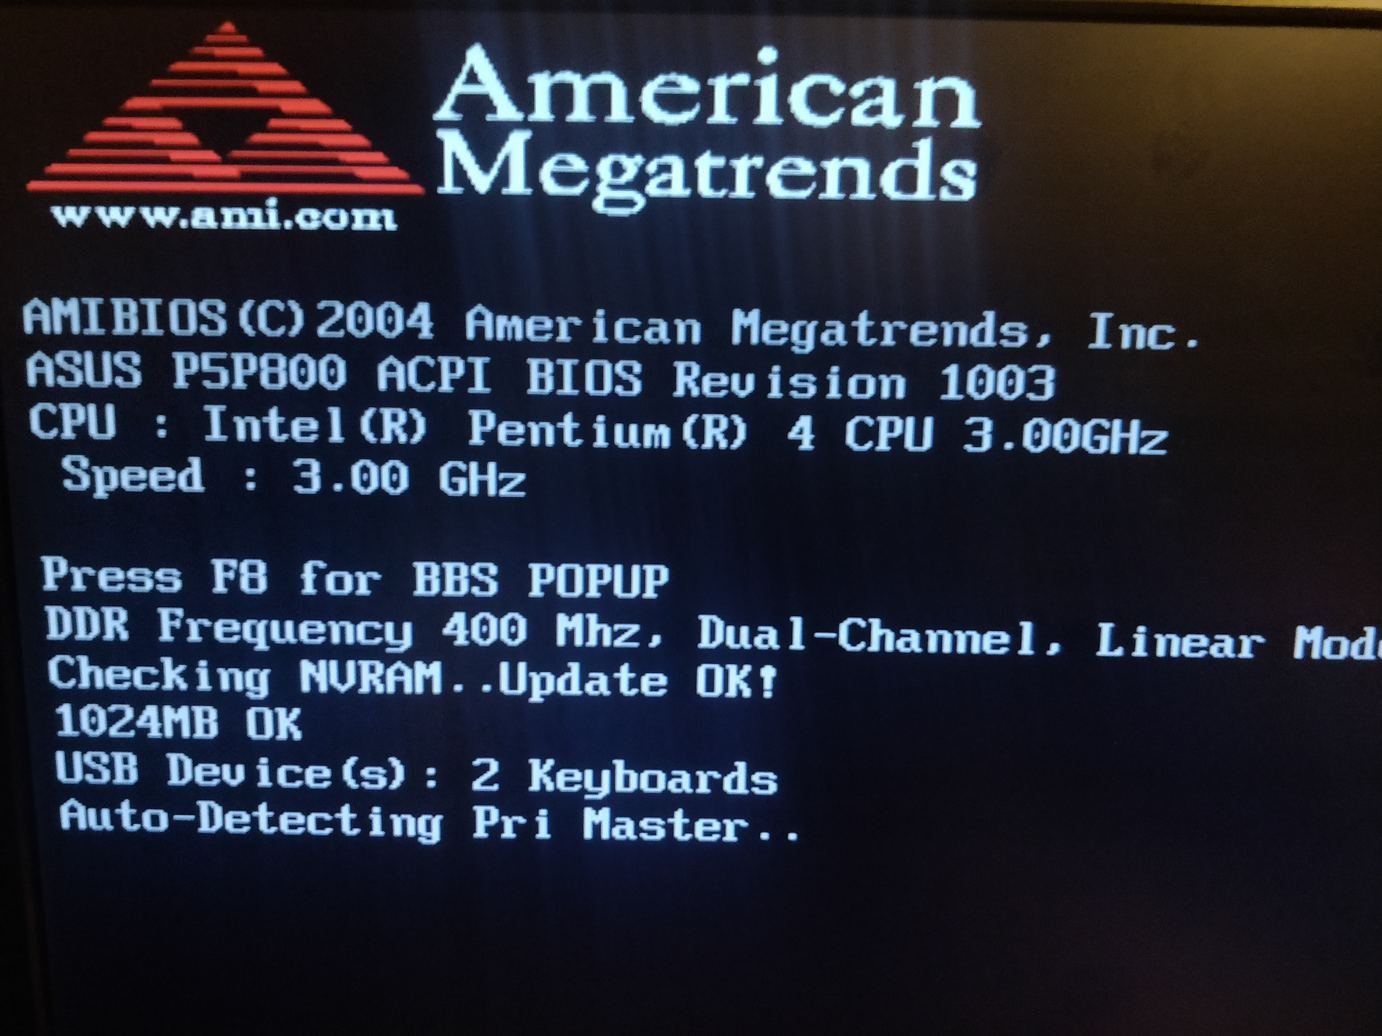 American
Megatrends
www.ami.com
AMIBIOS(C)2004 American Megatrends, Inc.
ASUS P5P800 ACPI BIOS Revision 1003
CPU : Intel(R) Pentium(R) 4 CPU 3.00GHz
Speed : 3.00 GHz
Press F8 for BBS POPUP
DDR Frequency 400 Mhz, Dual-Channel, Linear Mod
Checking NVRAM..Update OK!
1024MB OK
USB Device(s): 2 Keyboards
Auto-Detecting Pri Master..